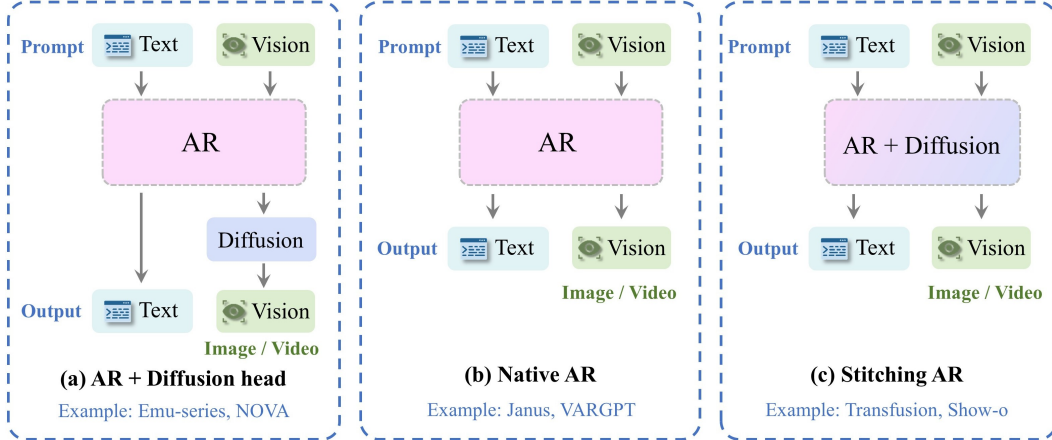 Prompt Text Vision
AR
Diffusion
Output Text Vision
Image / Video
(a) AR + Diffusion head
Example: Emu-series, NOVA
Prompt Text Vision
AR
Output Text Vision
Image / Video
(b) Native AR
Example: Janus, VARGPT
Prompt Text Vision
AR + Diffusion
Output Text Vision
Image / Video
(c) Stitching AR
Example: Transfusion, Show-o